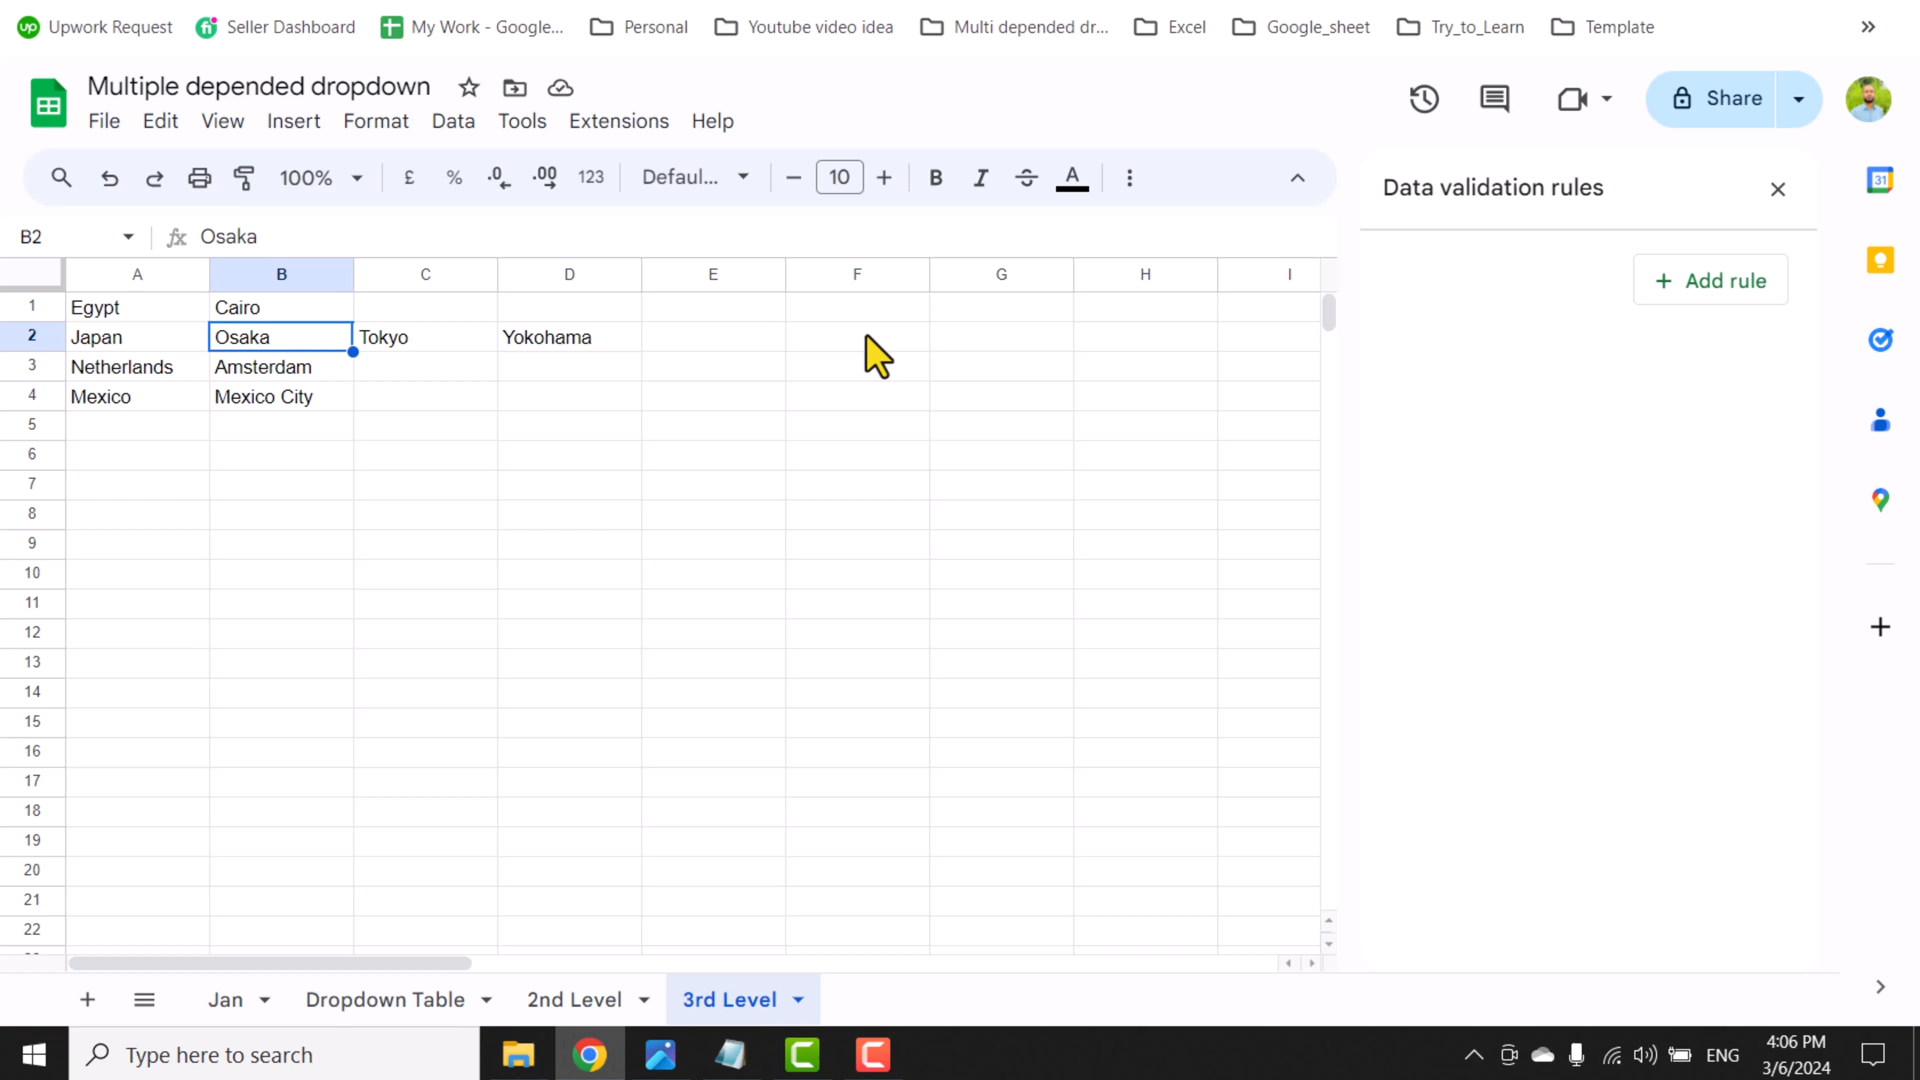 up Upwork Request fi Seller Dashboard My Work - Google... Personal Youtube video idea Multi depended dr... Excel Google_sheet Try_to_Learn Template »
Multiple depended dropdown
File Edit View Insert Format Data Tools Extensions Help
Share
100% £ % .0 .00 123 Defaul... 10 B I S A
Data validation rules
B2 fx Osaka
+ Add rule
A B C D E F G H I
1 Egypt Cairo
2 Japan Osaka Tokyo Yokohama
3 Netherlands Amsterdam
4 Mexico Mexico City
5
6
7
8
9
10
11
12
13
14
15
16
17
18
19
20
21
22
31
+ Jan Dropdown Table 2nd Level 3rd Level
Type here to search
ENG
4:06 PM
3/6/2024